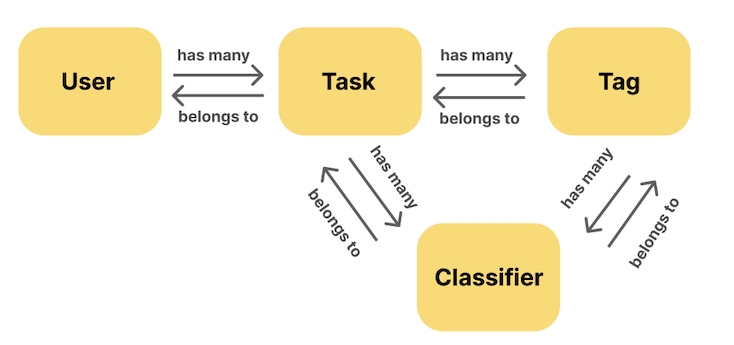 has many
has many
User
Task
Tag
belongs to
belongs to
has many
has many
belongs to
belongs to
Classifier